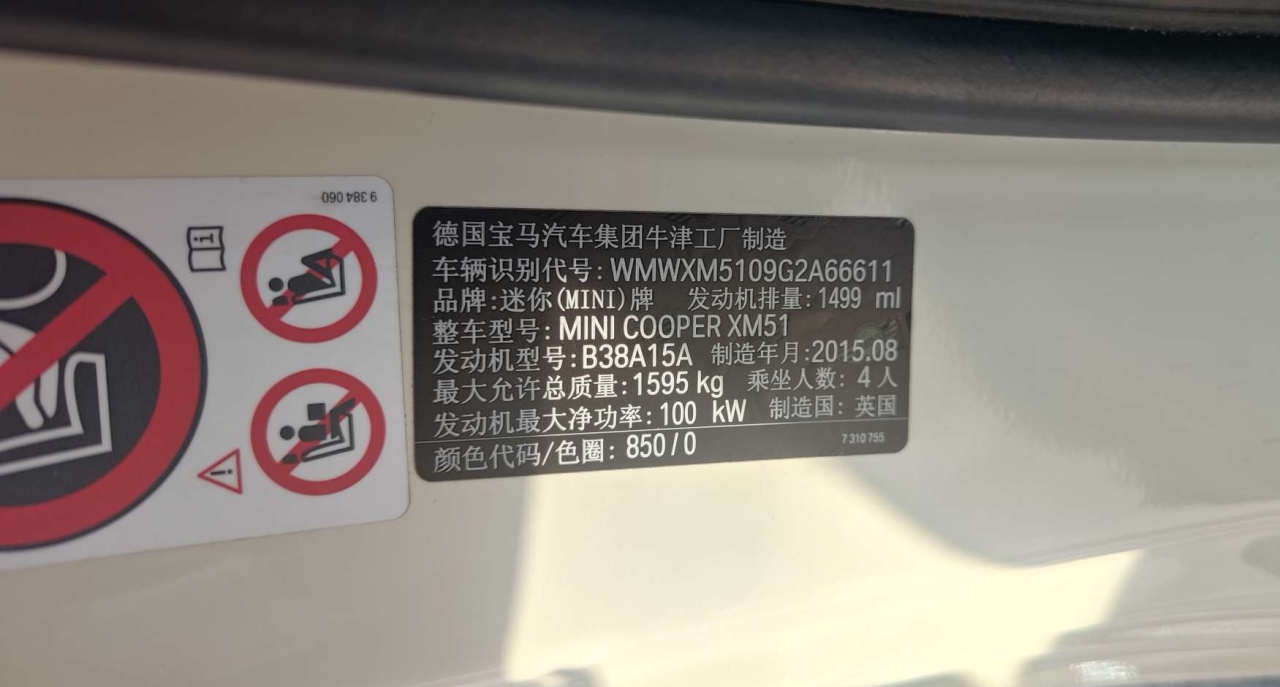 9 384 060
德国宝马汽车集团牛津工厂制造
车辆识别代号: WMWXM5109G2A66611
品牌:迷你(MINI)牌 发动机排量: 1499 ml
整车型号: MINI COOPER XM51
发动机型号: B38A15A 制造年月:2015.08
最大允许总质量: 1595 kg 乘坐人数: 4 人
发动机最大净功率: 100 kW 制造国: 英国
颜色代码/色圈: 850/0 7 310 755